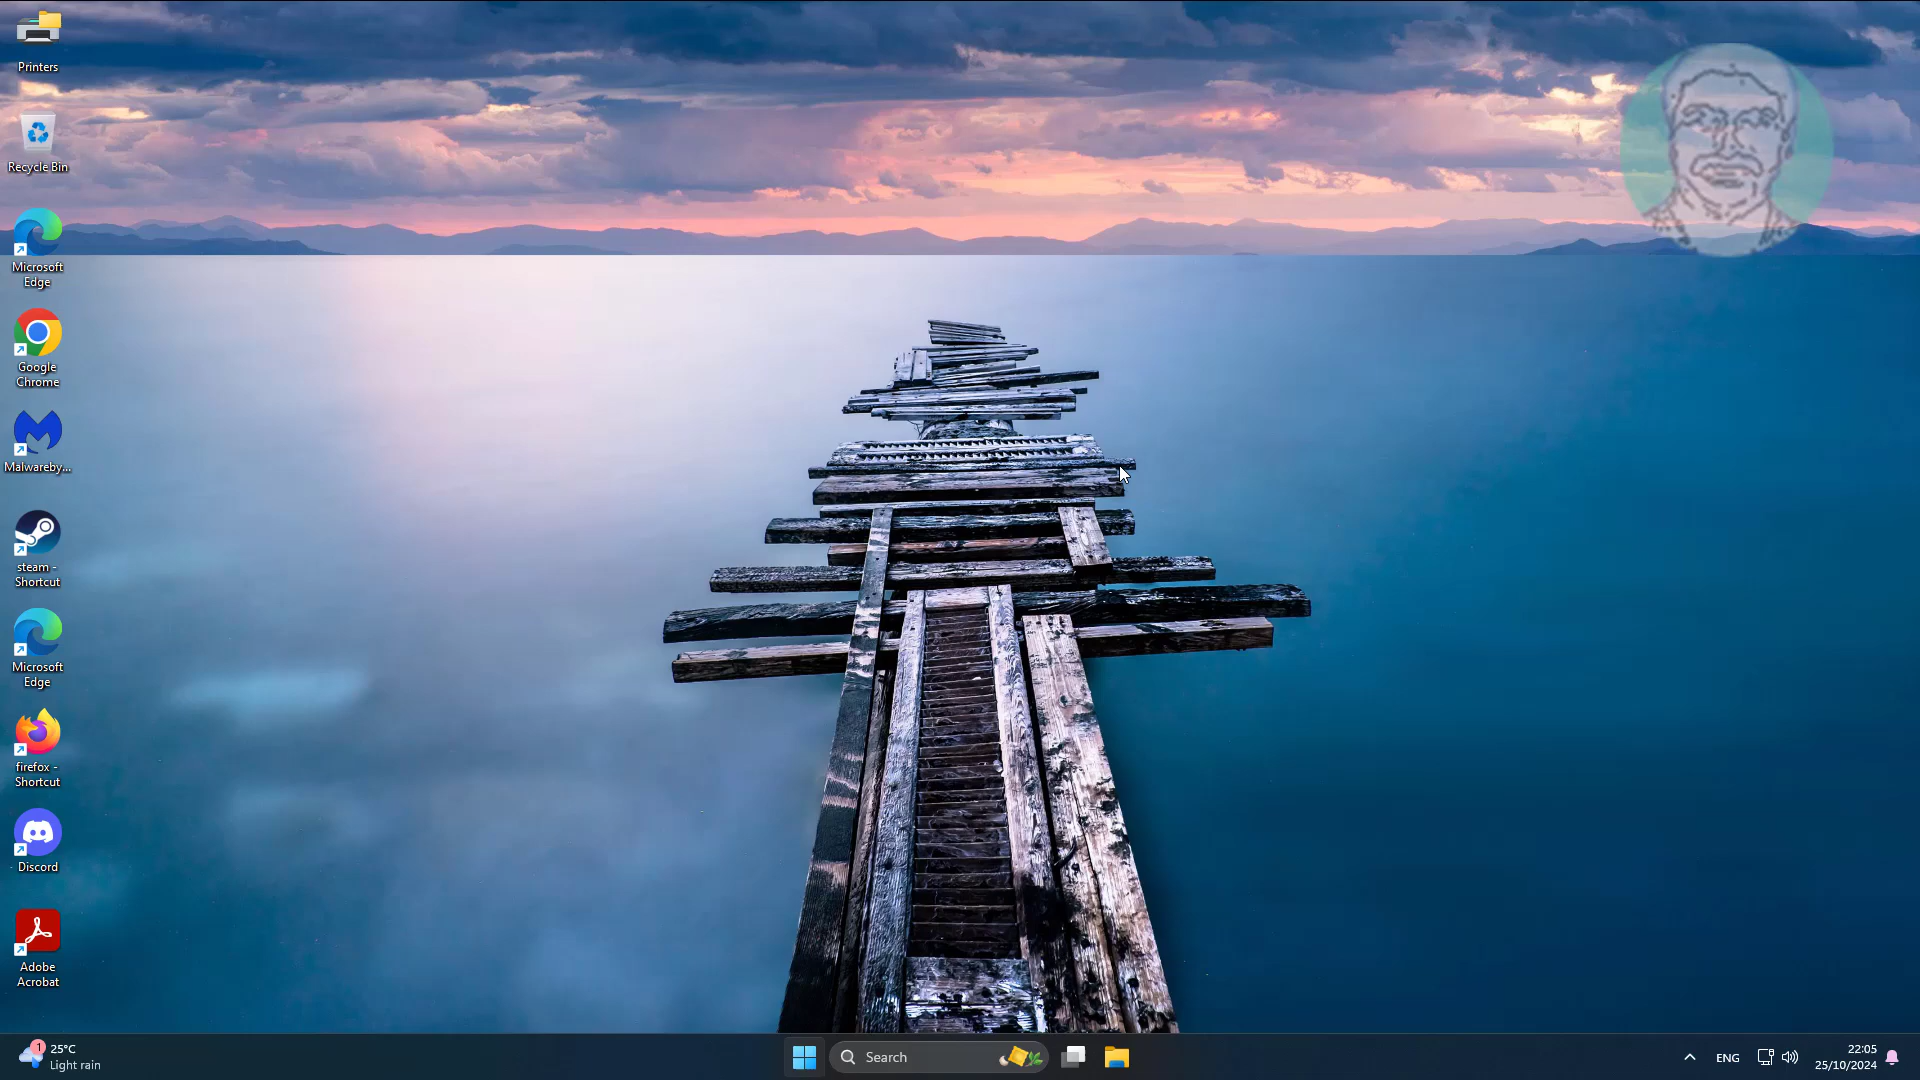 Printers
Recycle Bin
Microsoft
Edge
Google
Chrome
Malwareby...
steam -
Shortcut
Microsoft
Edge
firefox -
Shortcut
Discord
Adobe
Acrobat
1
25°C
Light rain
Search
ENG
22:05
25/10/2024